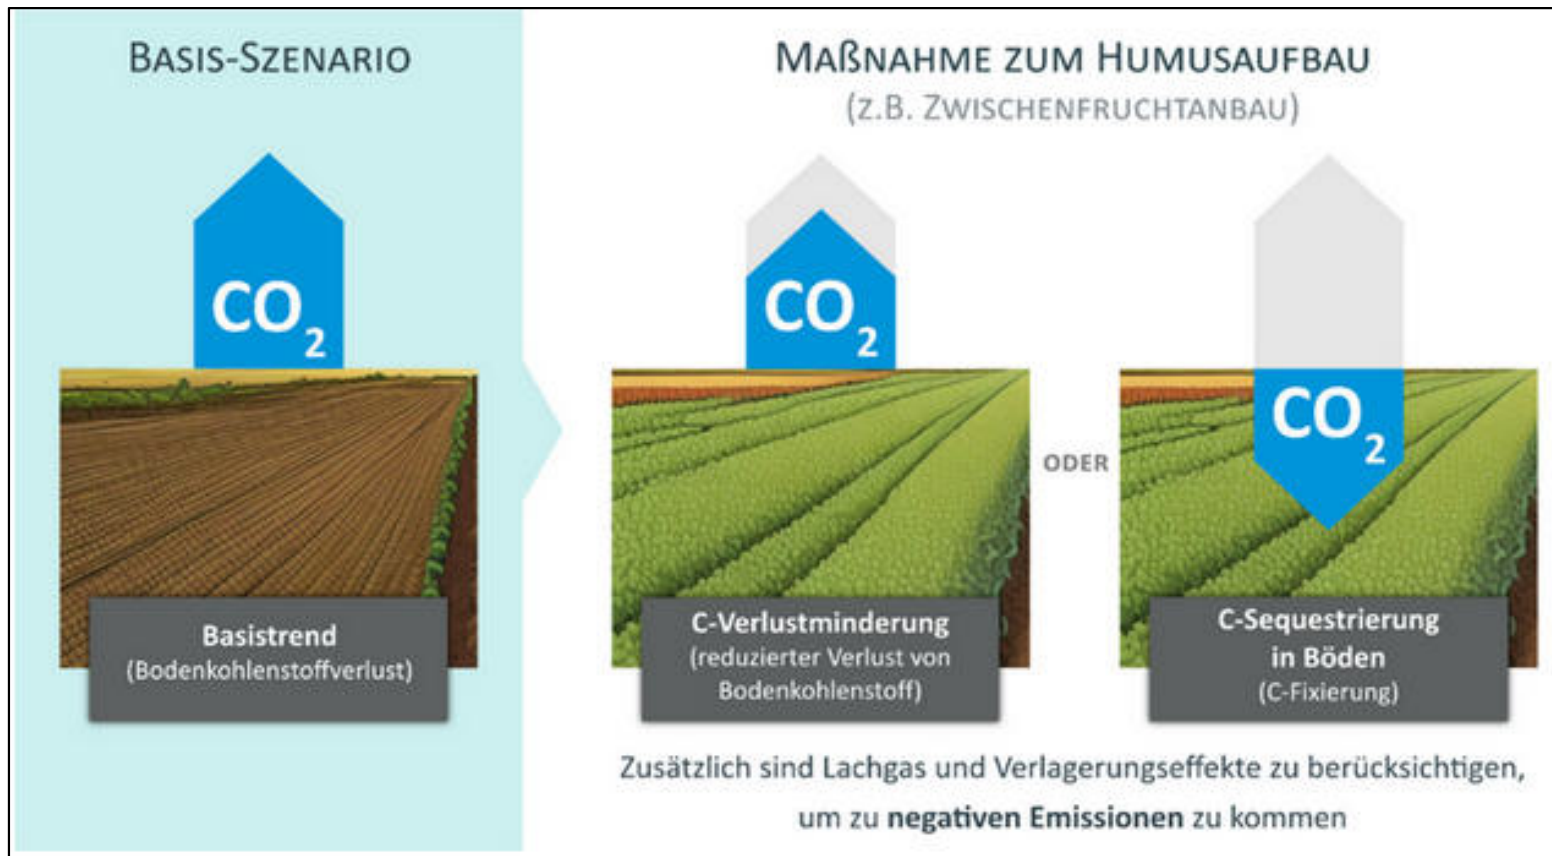 BASIS-SZENARIO
CO2
Basistrend
(Bodenkohlenstoffverlust)
MAßNAHME ZUM HUMUSAUFBAU
(Z.B. ZWISCHENFRUCHTANBAU)
CO2
C-Verlustminderung
(reduzierter Verlust von
Bodenkohlenstoff)
ODER
CO2
C-Sequestrierung
in Böden
(C-Fixierung)
Zusätzlich sind Lachgas und Verlagerungseffekte zu berücksichtigen,
um zu negativen Emissionen zu kommen